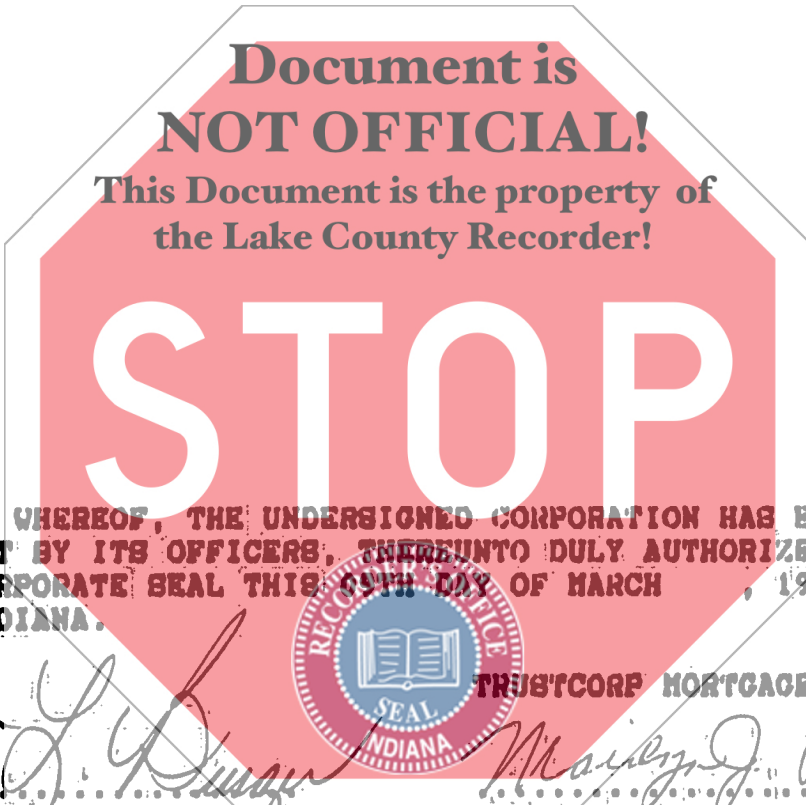 Document is
NOT OFFICIAL!
This Document is the property of
the Lake County Recorder!
STOP
WHEREOF, THE UNDERSIGNED CORPORATION HAS
BY ITS OFFICERS, THEREUNTO DULY AUTHORIZE
RPORATE SEAL THIS 09TH DAY OF MARCH , 19
DIANA.
RECORDER'S OFFICE
SEAL
INDIANA
TRUSTCORP MORTGAGE